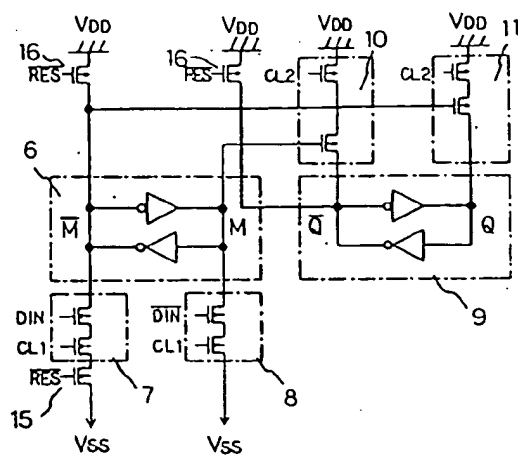 VDD VDD VDD VDD
16 16 10 11
RES RES CL2 CL2
6
M M Q Q
9
DIN DIN
CL1 CL1
RES 7 8
15
VSS VSS